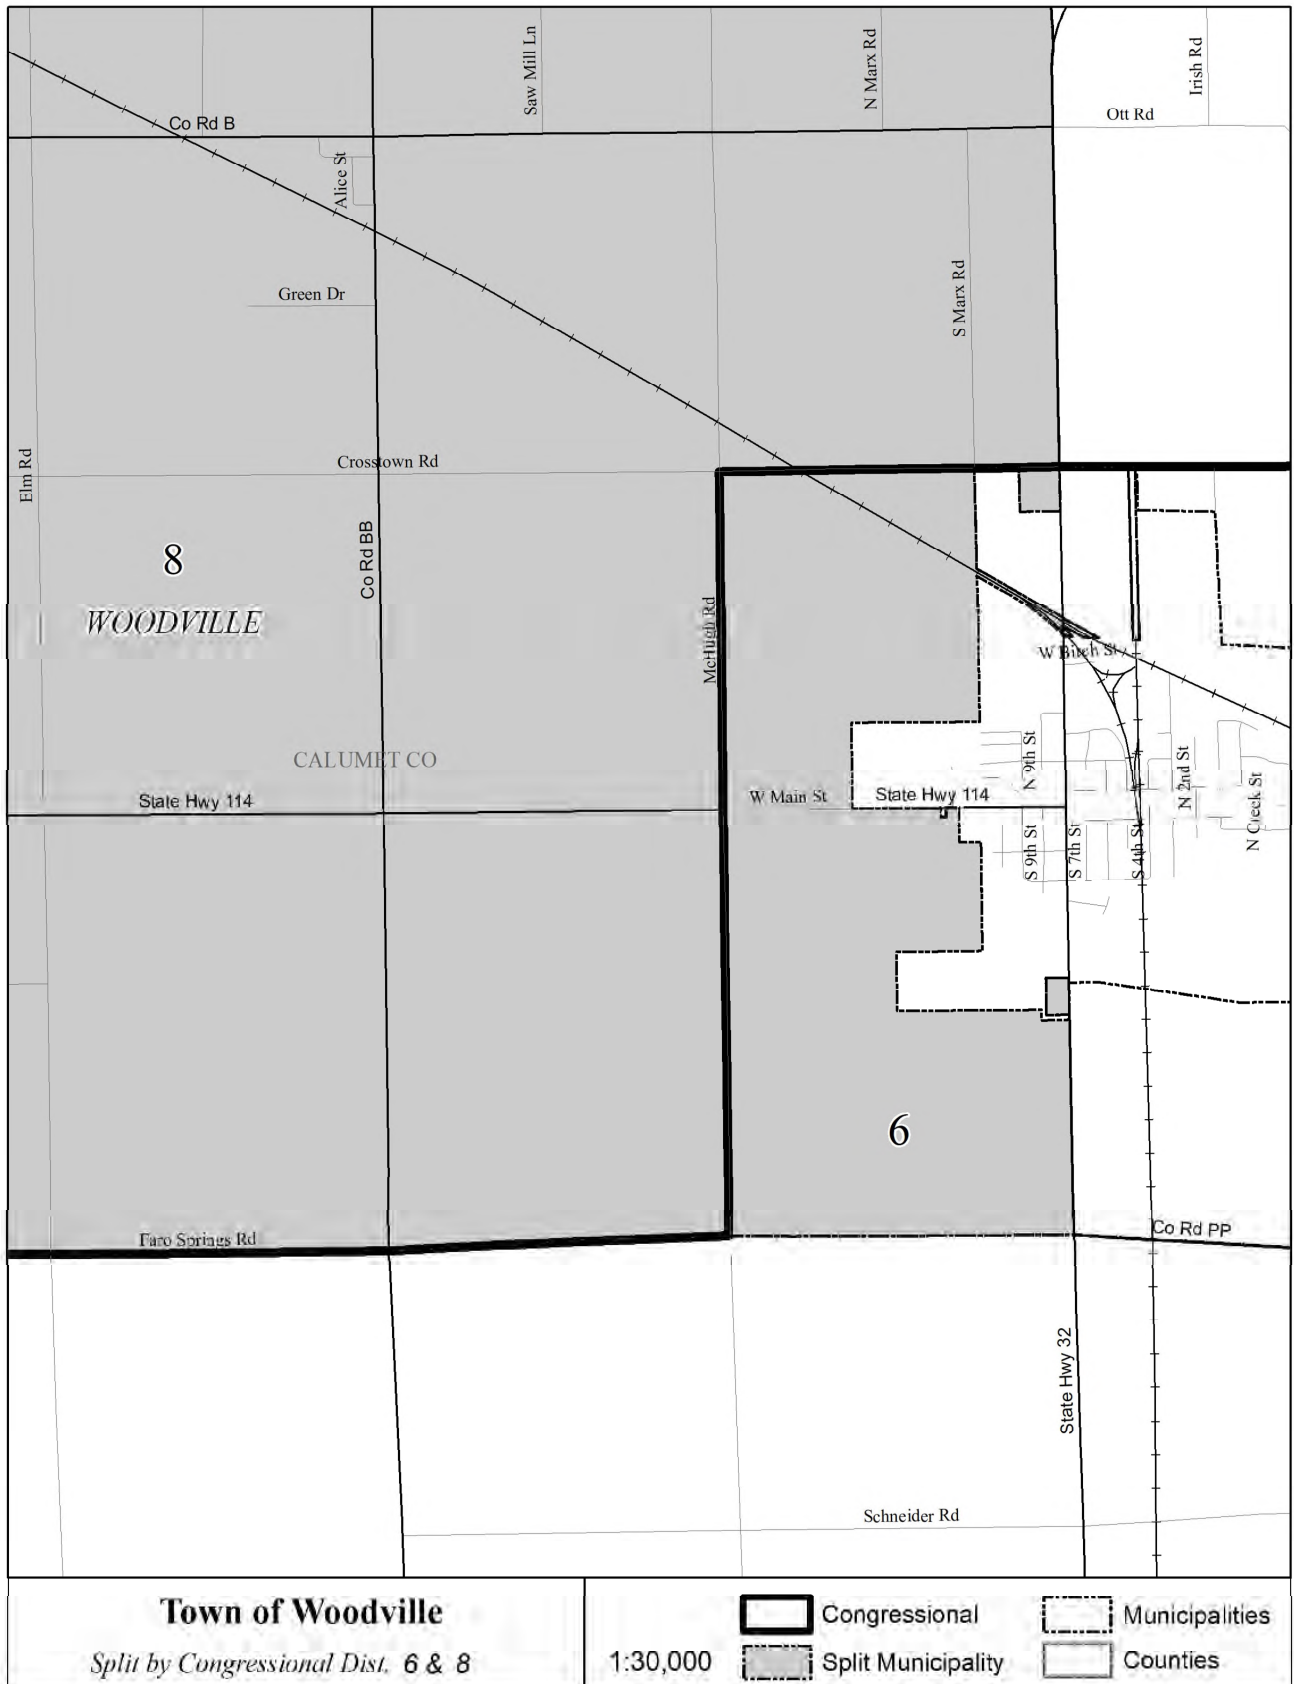 Saw Mill Ln
N Marx Rd
Irish Rd
Co Rd B
Ott Rd
Alice St
Green Dr
S Marx Rd
Elm Rd
Crosstown Rd
Co Rd BB
8
WOODVILLE
McHugh Rd
W Bitch St
CALUMET CO
State Hwy 114
W Main St
State Hwy 114
N 9th St
N 2nd St
N Creek St
S 9th St
S 7th St
S 4th St
6
Faro Springs Rd
Co Rd PP
State Hwy 32
Schneider Rd
Town of Woodville
Split by Congressional Dist. 6 & 8
1:30,000
Congressional
Split Municipality
Municipalities
Counties